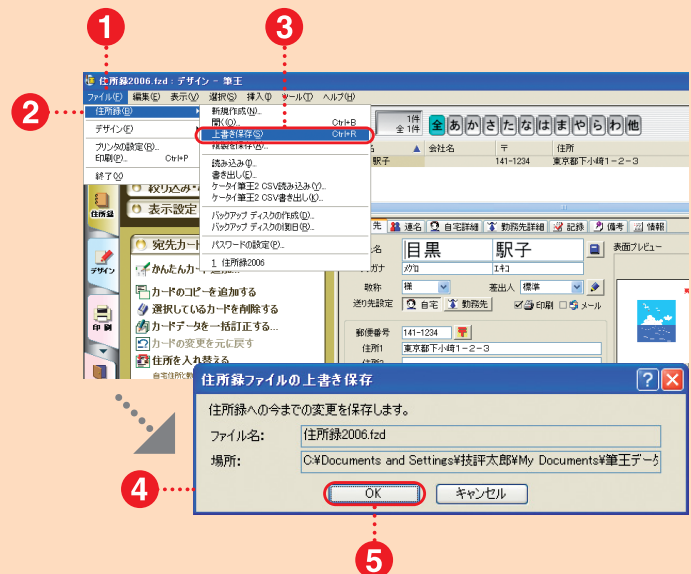 1
3
住所録2006.fzd : デザイン - 筆王
ファイル(F) 編集(E) 表示(V) 選択(S) 挿入(I) ツール(T) ヘルプ(H)
2
住所録(B)
デザイン(E)
プリンタの設定(R)...
印刷(P)... Ctrl+P
終了(X)
新規作成(N)...
開く(O)... Ctrl+B
上書き保存(S) Ctrl+R
複製を保存(A)...
読み込み(I)...
書き出し(E)...
ケータイ筆王2 CSV読み込み(Y)...
ケータイ筆王2 CSV書き出し(K)...
バックアップ ディスクの作成(D)...
バックアップ ディスクの復旧(R)...
パスワードの設定(P)...
1 住所録2006
1件
全 1件
全 あ か さ た な は ま や ら わ 他
会社名 〒 住所
駅子 141-1234 東京都下小崎1-2-3
住所録
デザイン
印刷
絞り込み
表示設定
宛先カード
かんたんカード
カードのコピーを追加する
選択しているカードを削除する
カードデータを一括訂正する...
カードの変更を元に戻す
住所を入れ替える
先 連名 自宅詳細 勤務先詳細 記録 備考 情報
名 目黒 駅子
ガナ メグロ エキコ
敬称 様 差出人 標準
送り先設定 自宅 勤務先 印刷 メール
郵便番号 141-1234
住所1 東京都下小崎1-2-3
住所2
表面プレビュー
住所録ファイルの上書き保存
住所録への今までの変更を保存します。
ファイル名: 住所録2006.fzd
場所: C:¥Documents and Settings¥技評太郎¥My Documents¥筆王データ
4
OK キャンセル
5